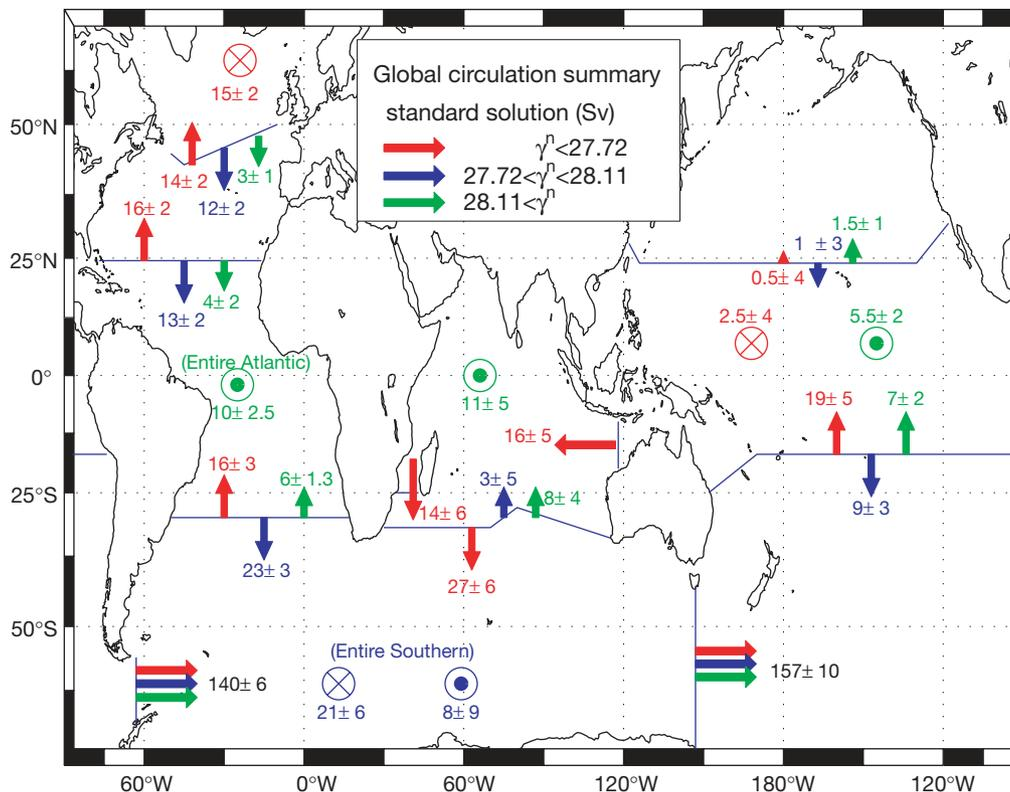 15± 2
Global circulation summary
standard solution (Sv)
γⁿ<27.72
27.72<γⁿ<28.11
28.11<γⁿ
50°N
14± 2
3± 1
12± 2
16± 2
1.5± 1
1 ± 3
25°N
0.5± 4
4± 2
13± 2
2.5± 4
5.5± 2
(Entire Atlantic)
0°
10± 2.5
11± 5
19± 5
7± 2
16± 5
16± 3
6± 1.3
3± 5
8± 4
25°S
14± 6
9± 3
23± 3
27± 6
50°S
(Entire Southern)
140± 6
157± 10
21± 6
8± 9
60°W
0°W
60°W
120°W
180°W
120°W